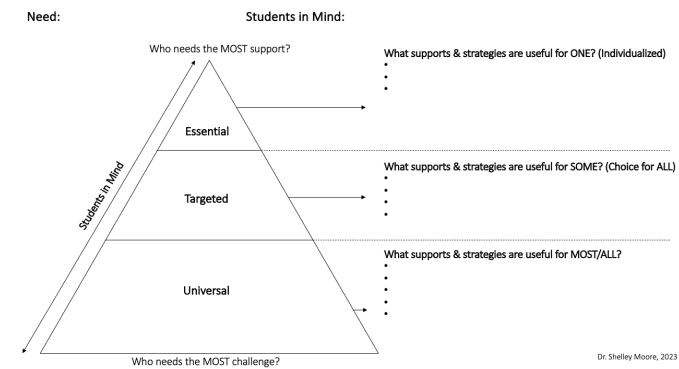 Need:
Students in Mind:
Who needs the MOST support?
What supports & strategies are useful for ONE? (Individualized)
•
•
•
Essential
Students in Mind
What supports & strategies are useful for SOME? (Choice for ALL)
•
•
•
•
Targeted
What supports & strategies are useful for MOST/ALL?
•
•
•
•
•
Universal
Who needs the MOST challenge?
Dr. Shelley Moore, 2023